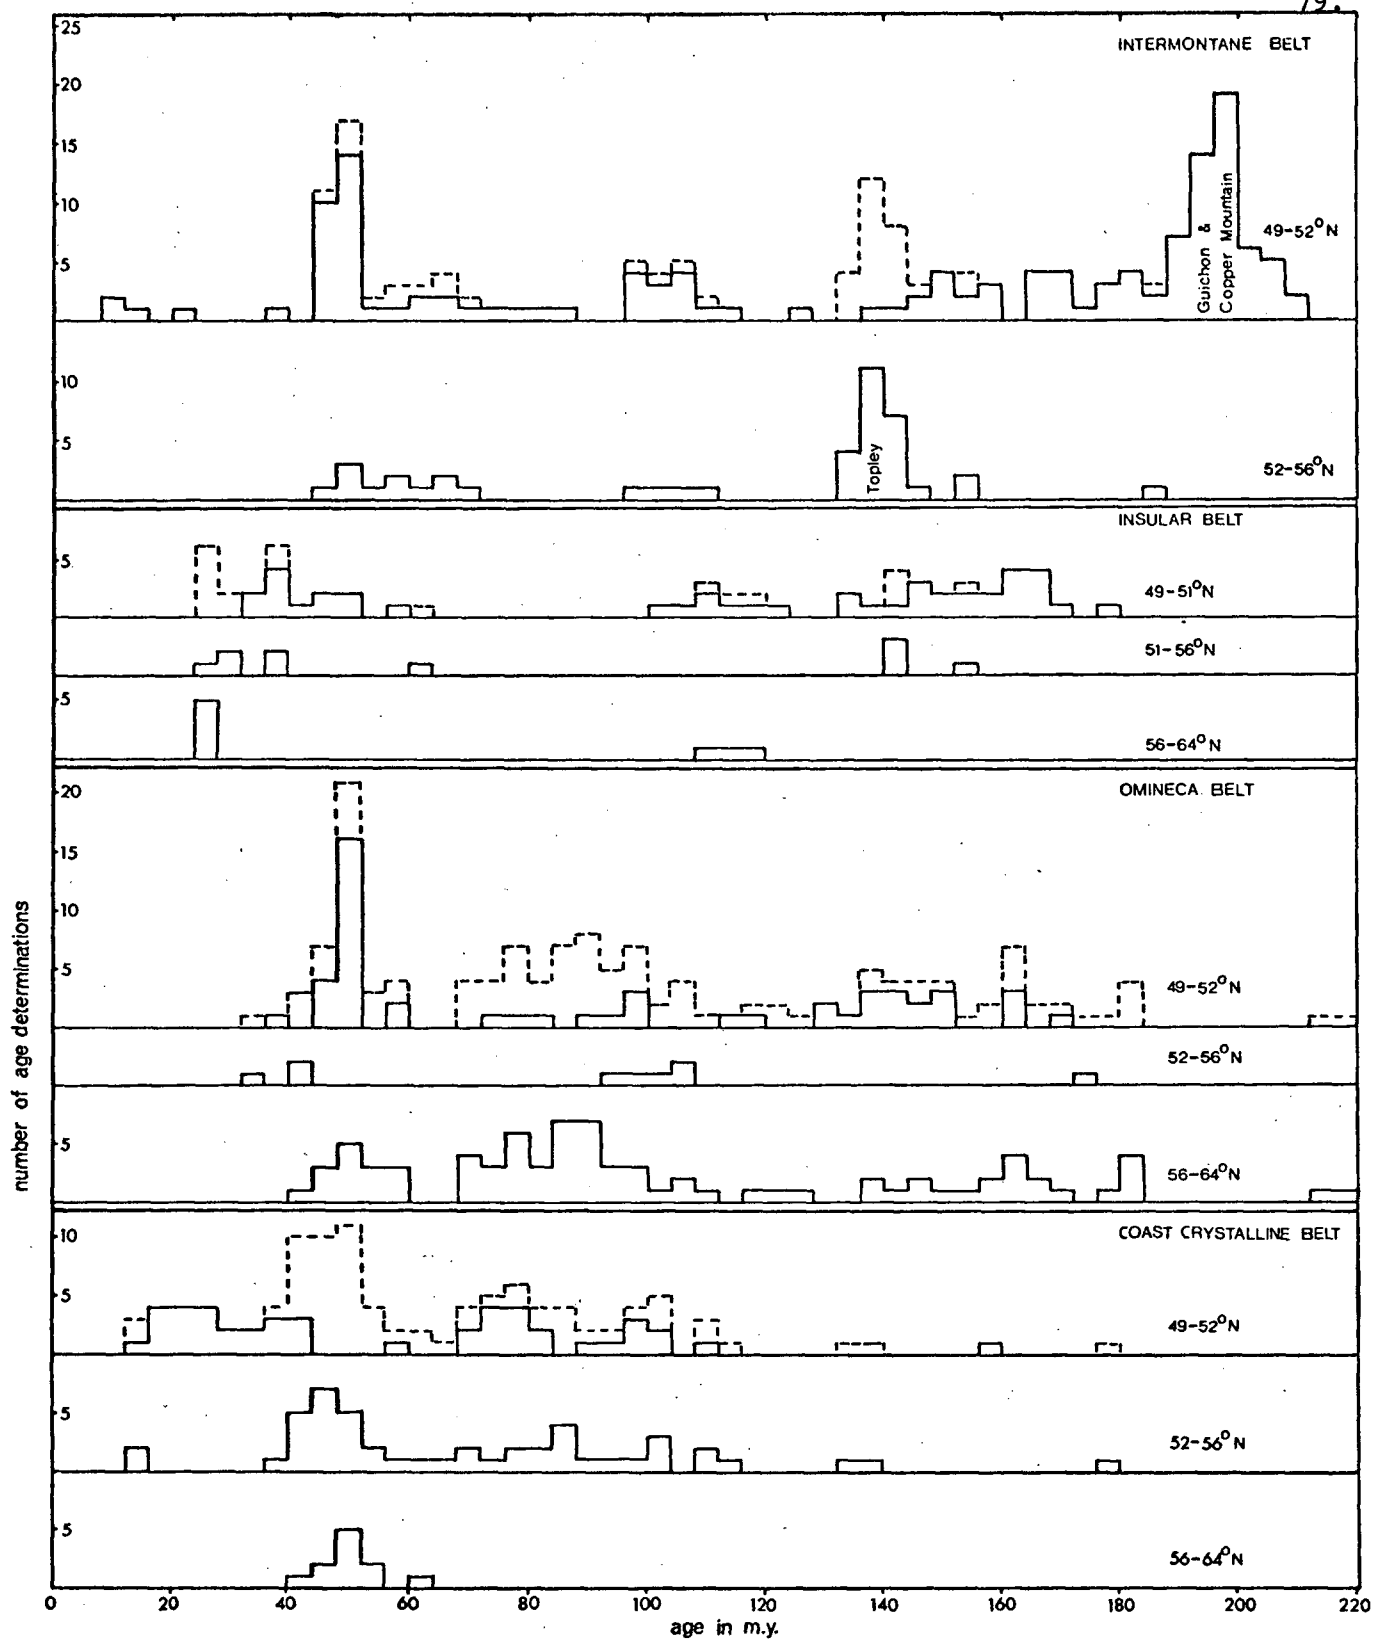 79.
INTERMONTANE BELT
25
20
15
10
5
Guichon &
Copper Mountain
49-52°N
10
5
Topley
52-56°N
INSULAR BELT
5
49-51°N
51-56°N
5
56-64°N
OMINECA BELT
20
15
10
5
49-52°N
52-56°N
5
56-64°N
COAST CRYSTALLINE BELT
10
5
49-52°N
5
52-56°N
5
56-64°N
number of age determinations
0 20 40 60 80 100 120 140 160 180 200 220
age in m.y.